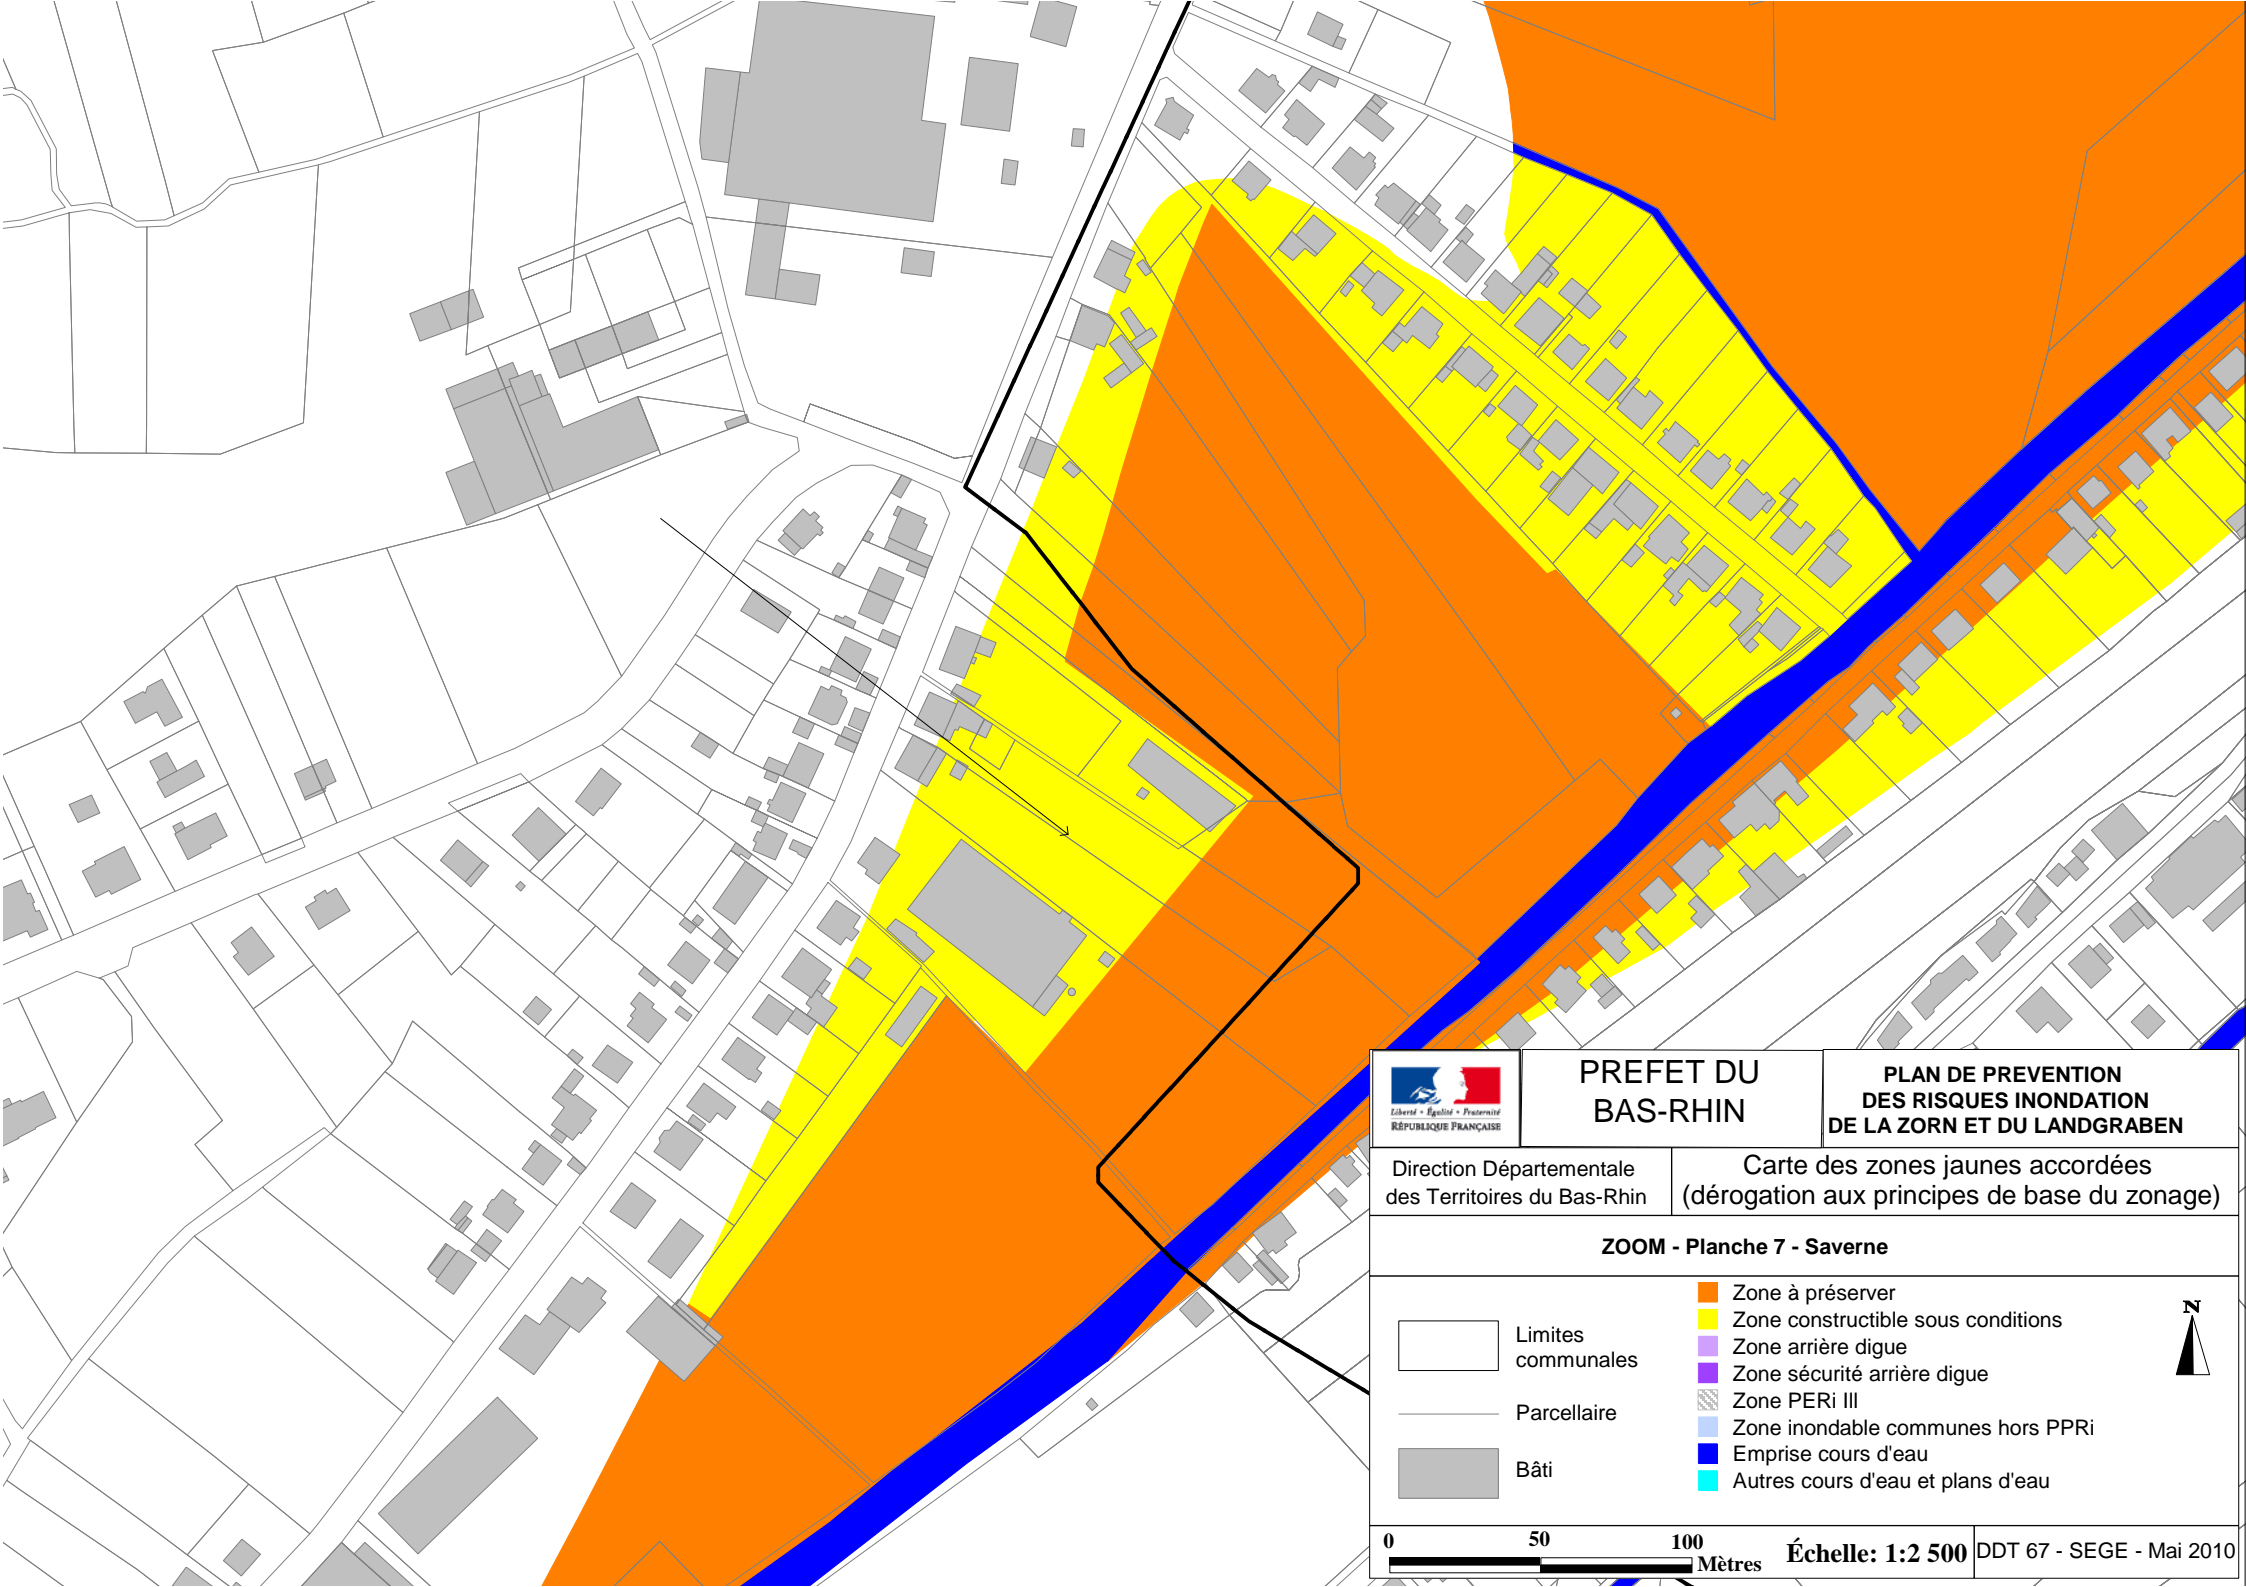 Liberté • Égalité • Fraternité
RÉPUBLIQUE FRANÇAISE
PREFET DU
BAS-RHIN
PLAN DE PREVENTION
DES RISQUES INONDATION
DE LA ZORN ET DU LANDGRABEN
Direction Départementale
des Territoires du Bas-Rhin
Carte des zones jaunes accordées
(dérogation aux principes de base du zonage)
ZOOM - Planche 7 - Saverne
Limites
communales
Parcellaire
Bâti
Zone à préserver
Zone constructible sous conditions
Zone arrière digue
Zone sécurité arrière digue
Zone PERi III
Zone inondable communes hors PPRi
Emprise cours d'eau
Autres cours d'eau et plans d'eau
N
0 50 100
Mètres
Échelle: 1:2 500
DDT 67 - SEGE - Mai 2010